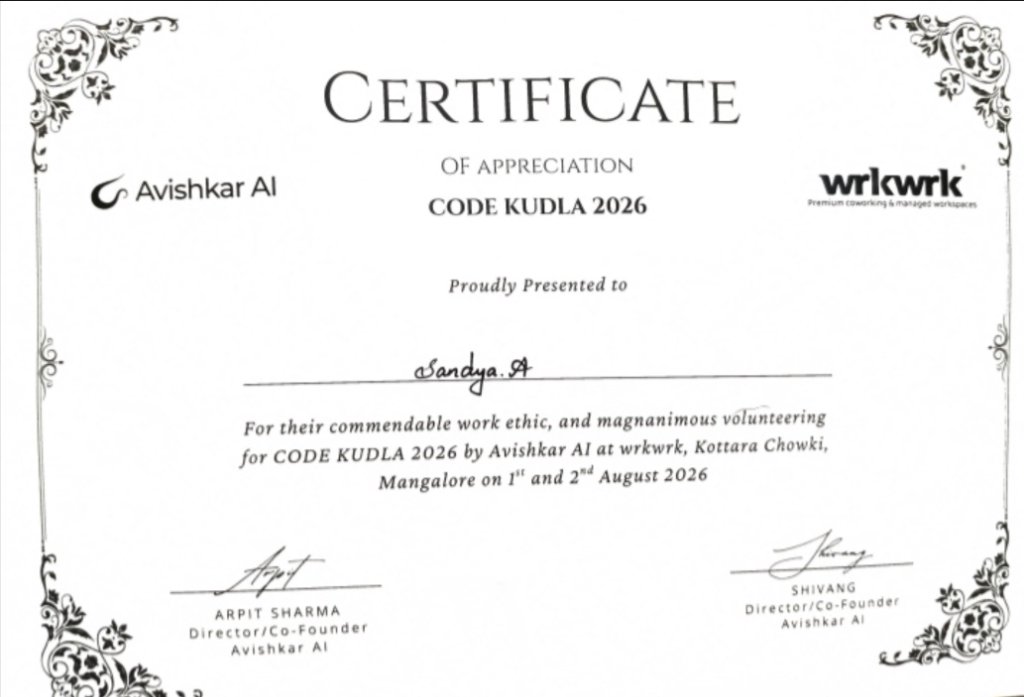 CERTIFICATE
OF APPRECIATION
CODE KUDLA 2026
Avishkar AI
wrkwrk
Premium coworking & managed workspaces
Proudly Presented to
Sandya. A
For their commendable work ethic, and magnanimous volunteering
for CODE KUDLA 2026 by Avishkar AI at wrkwrk, Kottara Chowki,
Mangalore on 1st and 2nd August 2026
Arpit
ARPIT SHARMA
Director/Co-Founder
Avishkar AI
Shivang
SHIVANG
Director/Co-Founder
Avishkar AI